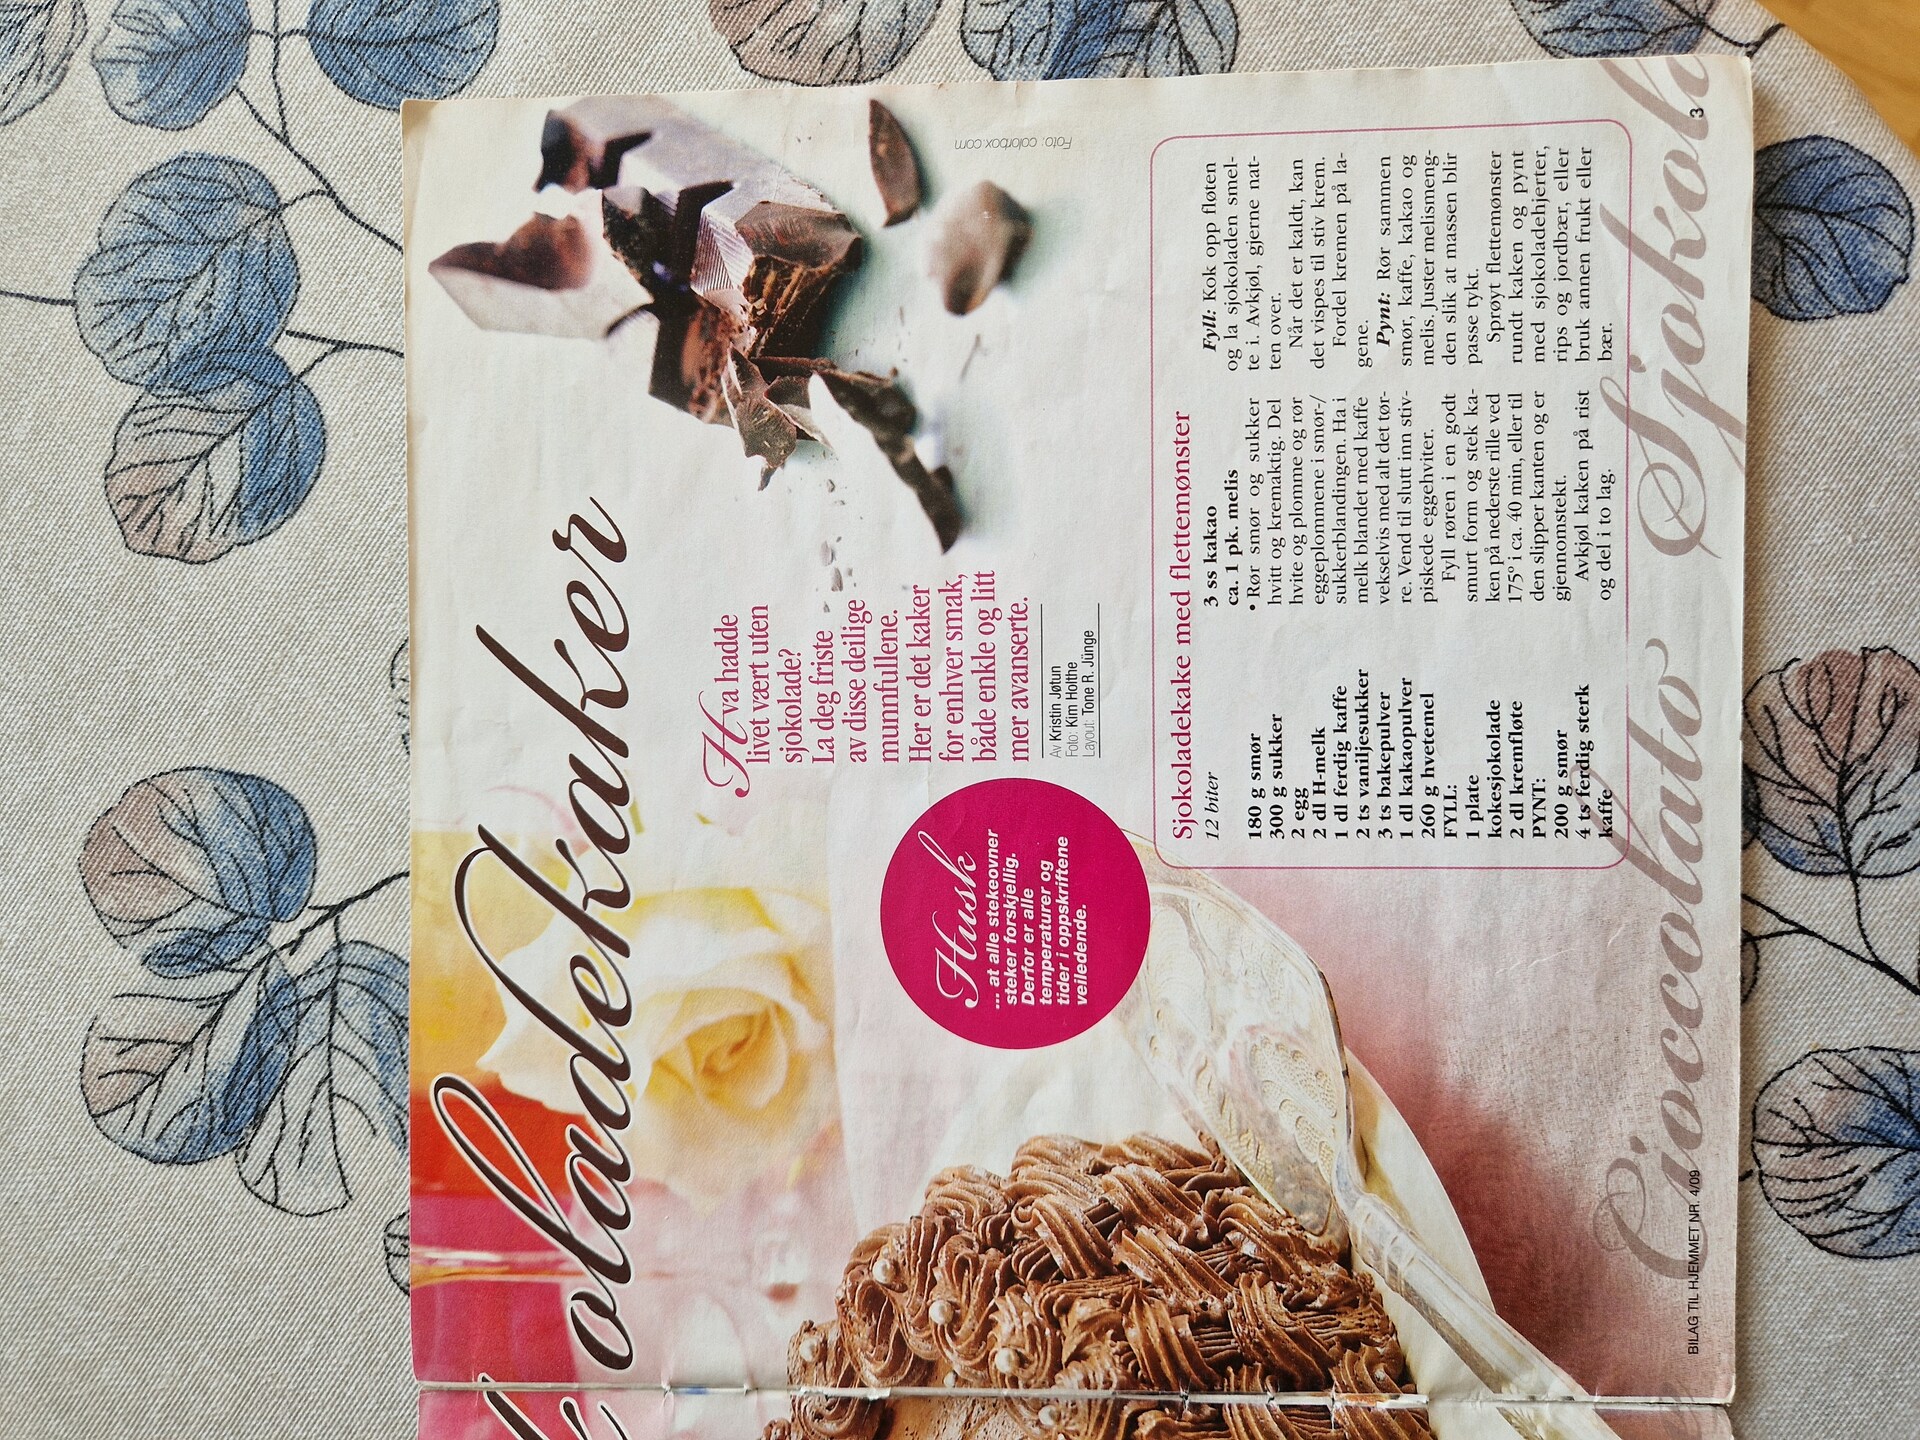 k oladekaker
Hva hadde
livet vært uten
sjokolade?
La deg friste
av disse deilige
munnfullene.
Her er det kaker
for enhver smak,
både enkle og litt
mer avanserte.
Av Kristin Jøtun
Foto: Kim Holthe
Layout: Tone R. Jünge
Foto: colorbox.com
Husk
... at alle stekeovner
steker forskjellig.
Derfor er alle
temperaturer og
tider i oppskriftene
veiledende.
Sjokoladekake med flettemønster
12 biter
180 g smør
300 g sukker
2 egg
2 dl H-melk
1 dl ferdig kaffe
2 ts vaniljesukker
3 ts bakepulver
1 dl kakaopulver
260 g hvetemel
FYLL:
1 plate
kokesjokolade
2 dl kremfløte
PYNT:
200 g smør
4 ts ferdig sterk
kaffe
3 ss kakao
ca. 1 pk. melis
• Rør smør og sukker
hvitt og kremaktig. Del
hvite og plomme og rør
eggeplommene i smør-/
sukkerblandingen. Ha i
melk blandet med kaffe
vekselvis med alt det tør-
re. Vend til slutt inn stiv-
piskede eggehviter.
Fyll røren i en godt
smurt form og stek ka-
ken på nederste rille ved
175º i ca. 40 min, eller til
den slipper kanten og er
gjennomstekt.
Avkjøl kaken på rist
og del i to lag.
Fyll: Kok opp fløten
og la sjokoladen smel-
te i. Avkjøl, gjerne nat-
ten over.
Når det er kaldt, kan
det vispes til stiv krem.
Fordel kremen på la-
gene.
Pynt: Rør sammen
smør, kaffe, kakao og
melis. Juster melismeng-
den slik at massen blir
passe tykt.
Sprøyt flettemønster
rundt kaken og pynt
med sjokoladehjerter,
rips og jordbær, eller
bruk annen frukt eller
bær.
e Cioccolato Sjokola
BILAG TIL HJEMMET NR. 4/09
3